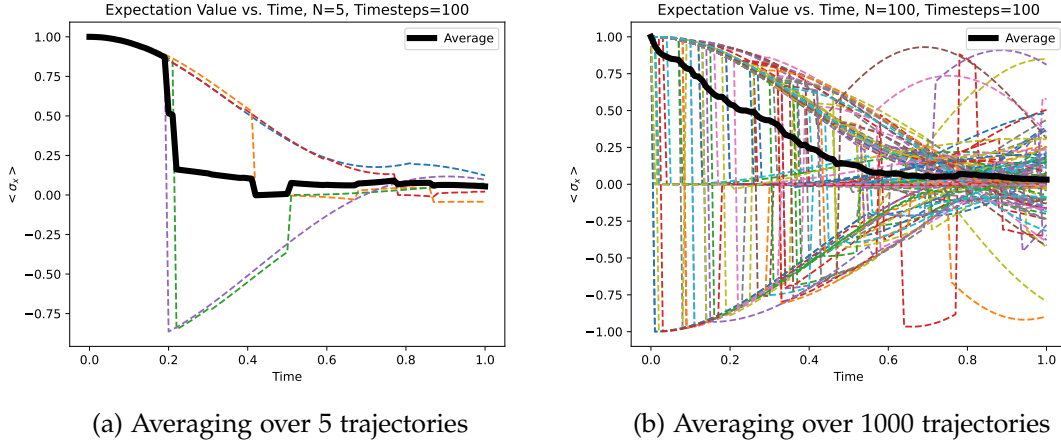 Expectation Value vs. Time, N=5, Timesteps=100
1.00
0.75
0.50
0.25
0.00
−0.25
−0.50
−0.75
< σx >
Average
0.0 0.2 0.4 0.6 0.8 1.0
Time
(a) Averaging over 5 trajectories
Expectation Value vs. Time, N=100, Timesteps=100
1.00
0.75
0.50
0.25
0.00
−0.25
−0.50
−0.75
−1.00
< σx >
Average
0.0 0.2 0.4 0.6 0.8 1.0
Time
(b) Averaging over 1000 trajectories